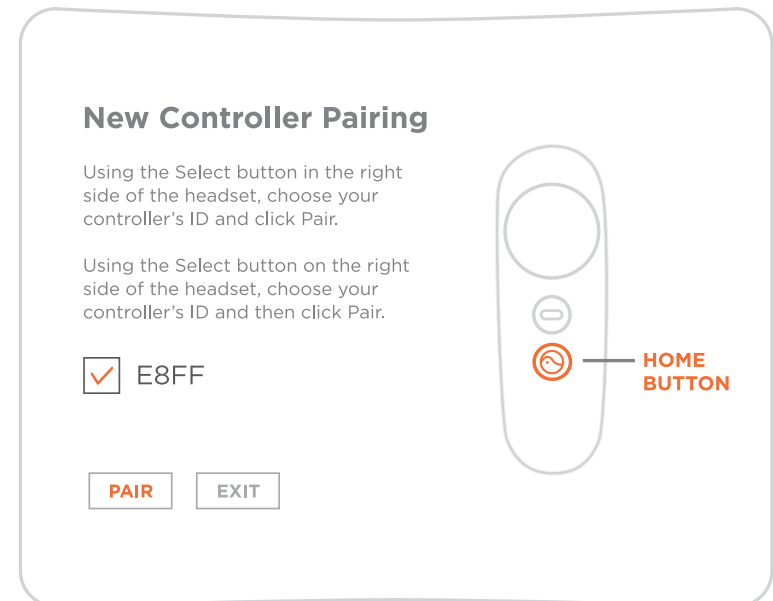 New Controller Pairing
Using the Select button in the right
side of the headset, choose your
controller’s ID and click Pair.
Using the Select button on the right
side of the headset, choose your
controller’s ID and then click Pair.
E8FF
PAIR
EXIT
HOME
BUTTON